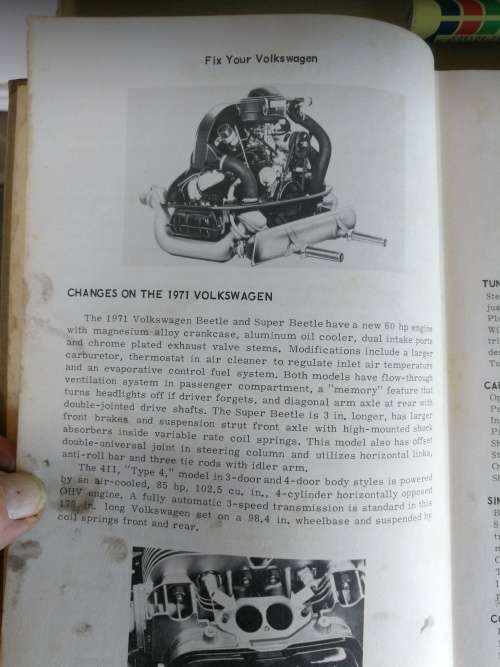 Fix Your Volkswagen
CHANGES ON THE 1971 VOLKSWAGEN
The 1971 Volkswagen Beetle and Super Beetle have a new 60 hp engine
with magnesium alloy crankcase, aluminum oil cooler, dual intake ports
and chrome plated exhaust valve stems. Modifications include a larger
carburetor, thermostat in air cleaner to regulate inlet air temperature
and an evaporative control fuel system. Both models have flow-through
ventilation system in passenger compartment, a "memory" feature that
turns headlights off if driver forgets, and diagonal arm axle at rear with
double-jointed drive shafts. The Super Beetle is 3 in. longer, has larger
front brakes and suspension strut front axle with high-mounted shock
absorbers inside variable rate coil springs. This model also has offset
double-universal joint in steering column and utilizes horizontal links,
anti-roll bar and three tie rods with idler arm.
The 411, "Type 4," model in 3-door and 4-door body styles is powered
by an air-cooled, 85 hp, 102.5 cu. in., 4-cylinder horizontally opposed
OHV engine. A fully automatic 3-speed transmission is standard in this
178 in. long Volkswagen set on a 98.4 in. wheelbase and suspended by
coil springs front and rear.
TUN